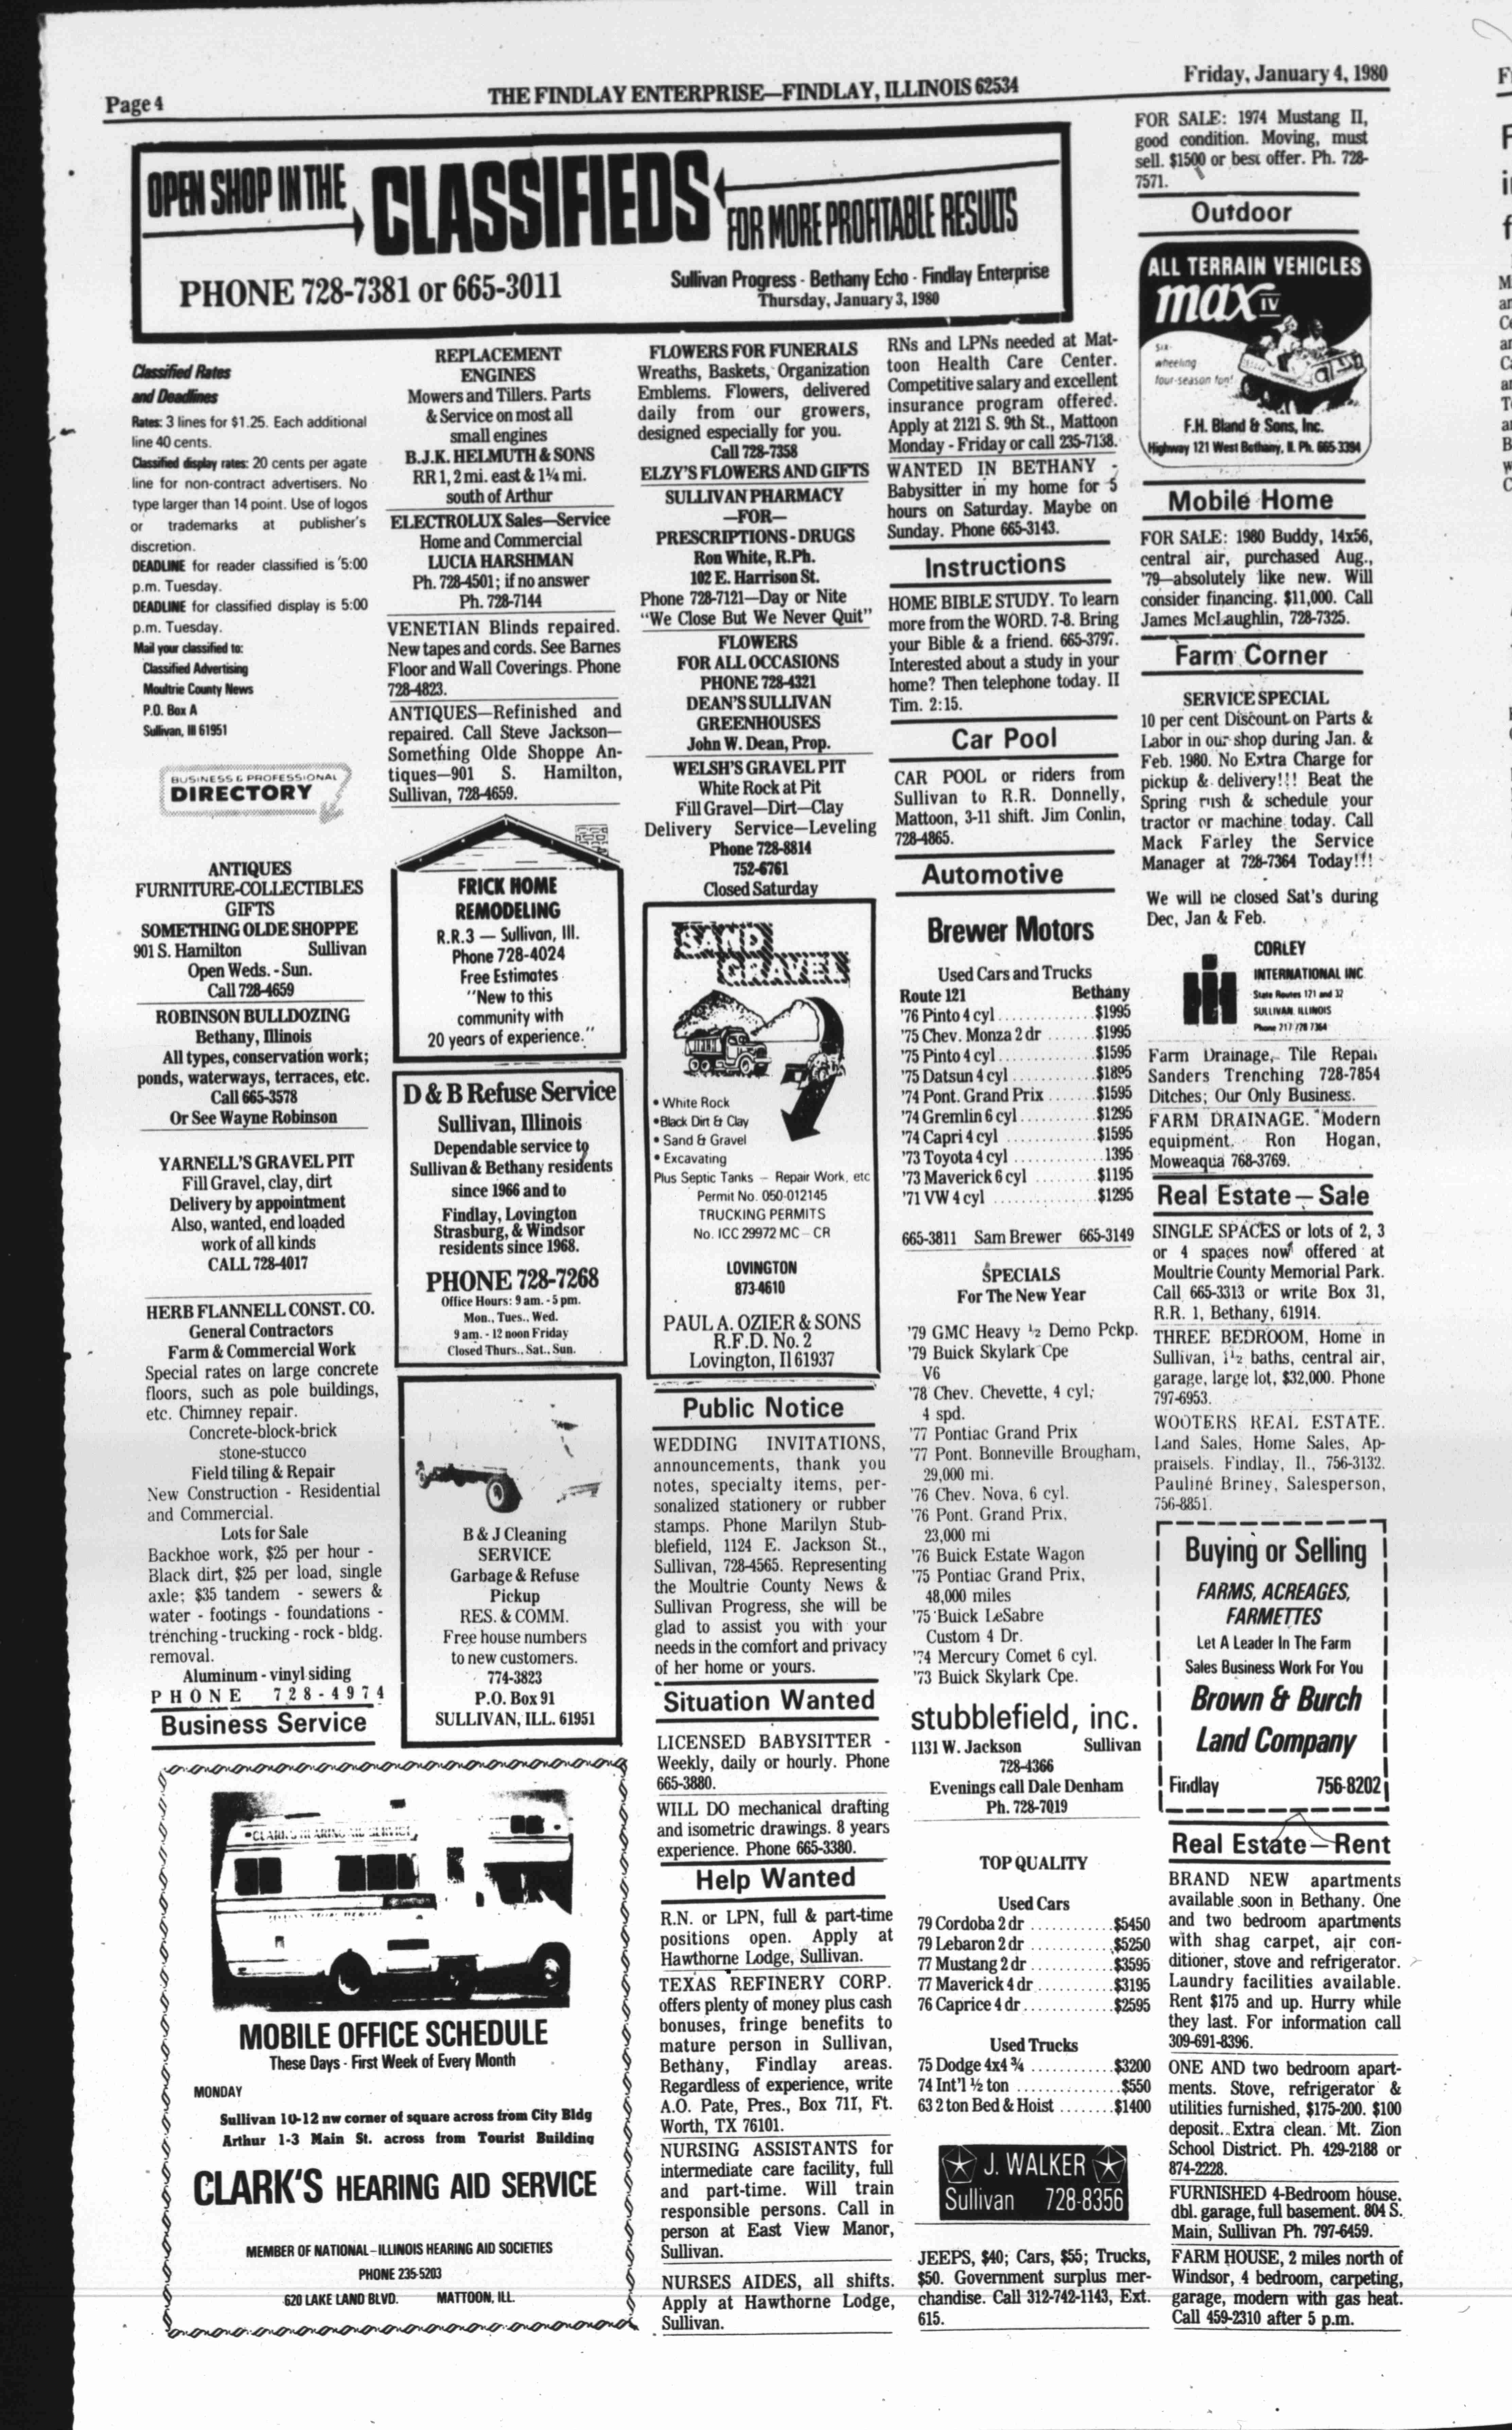 Page 4
THE FINDLAY ENTERPRISE—FINDLAY, ILLINOIS 62534
Friday, January 4, 1980
OPEN SHOP IN THE
CLASSIFIEDS
FOR MORE PROFITABLE RESULTS
PHONE 728-7381 or 665-3011
Sullivan Progress - Bethany Echo - Findlay Enterprise
Thursday, January 3, 1980
Classified Rates
and Deadlines
Rates: 3 lines for $1.25. Each additional
line 40 cents.
Classified display rates: 20 cents per agate
line for non-contract advertisers. No
type larger than 14 point. Use of logos
or trademarks at publisher's
discretion.
DEADLINE for reader classified is 5:00
p.m. Tuesday.
DEADLINE for classified display is 5:00
p.m. Tuesday.
Mail your classified to:
Classified Advertising
Moultrie County News
P.O. Box A
Sullivan, Ill 61951
BUSINESS & PROFESSIONAL
DIRECTORY
ANTIQUES
FURNITURE-COLLECTIBLES
GIFTS
SOMETHING OLDE SHOPPE
901 S. Hamilton Sullivan
Open Weds. - Sun.
Call 728-4659
ROBINSON BULLDOZING
Bethany, Illinois
All types, conservation work;
ponds, waterways, terraces, etc.
Call 665-3578
Or See Wayne Robinson
YARNELL'S GRAVEL PIT
Fill Gravel, clay, dirt
Delivery by appointment
Also, wanted, end loaded
work of all kinds
CALL 728-4017
HERB FLANNELL CONST. CO.
General Contractors
Farm & Commercial Work
Special rates on large concrete
floors, such as pole buildings,
etc. Chimney repair.
Concrete-block-brick
stone-stucco
Field tiling & Repair
New Construction - Residential
and Commercial.
Lots for Sale
Backhoe work, $25 per hour -
Black dirt, $25 per load, single
axle; $35 tandem - sewers &
water - footings - foundations -
trenching - trucking - rock - bldg.
removal.
Aluminum - vinyl siding
PHONE 728-4974
Business Service
CLARK'S HEARING AID SERVICE
MOBILE OFFICE SCHEDULE
These Days - First Week of Every Month
MONDAY
Sullivan 10-12 nw corner of square across from City Bldg
Arthur 1-3 Main St. across from Tourist Building
CLARK'S HEARING AID SERVICE
MEMBER OF NATIONAL-ILLINOIS HEARING AID SOCIETIES
PHONE 235-5203
620 LAKE LAND BLVD. MATTOON, ILL.
REPLACEMENT
ENGINES
Mowers and Tillers. Parts
& Service on most all
small engines
B.J.K. HELMUTH & SONS
RR 1, 2 mi. east & 1¼ mi.
south of Arthur
ELECTROLUX Sales—Service
Home and Commercial
LUCIA HARSHMAN
Ph. 728-4501; if no answer
Ph. 728-7144
VENETIAN Blinds repaired.
New tapes and cords. See Barnes
Floor and Wall Coverings. Phone
728-4823.
ANTIQUES—Refinished and
repaired. Call Steve Jackson—
Something Olde Shoppe An-
tiques—901 S. Hamilton,
Sullivan, 728-4659.
FRICK HOME
REMODELING
R.R.3 — Sullivan, Ill.
Phone 728-4024
Free Estimates
"New to this
community with
20 years of experience."
D & B Refuse Service
Sullivan, Illinois
Dependable service to
Sullivan & Bethany residents
since 1966 and to
Findlay, Lovington
Strasburg, & Windsor
residents since 1968.
PHONE 728-7268
Office Hours: 9 am. - 5 pm.
Mon., Tues., Wed.
9 am. - 12 noon Friday
Closed Thurs., Sat., Sun.
B & J Cleaning
SERVICE
Garbage & Refuse
Pickup
RES. & COMM.
Free house numbers
to new customers.
774-3823
P.O. Box 91
SULLIVAN, ILL. 61951
FLOWERS FOR FUNERALS
Wreaths, Baskets, Organization
Emblems. Flowers, delivered
daily from our growers,
designed especially for you.
Call 728-7358
ELZY'S FLOWERS AND GIFTS
SULLIVAN PHARMACY
—FOR—
PRESCRIPTIONS - DRUGS
Ron White, R.Ph.
102 E. Harrison St.
Phone 728-7121—Day or Nite
"We Close But We Never Quit"
FLOWERS
FOR ALL OCCASIONS
PHONE 728-4321
DEAN'S SULLIVAN
GREENHOUSES
John W. Dean, Prop.
WELSH'S GRAVEL PIT
White Rock at Pit
Fill Gravel—Dirt—Clay
Delivery Service—Leveling
Phone 728-8814
752-6761
Closed Saturday
SAND
GRAVEL
• White Rock
• Black Dirt & Clay
• Sand & Gravel
• Excavating
Plus Septic Tanks — Repair Work, etc
Permit No. 050-012145
TRUCKING PERMITS
No. ICC 29972 MC — CR
LOVINGTON
873-4610
PAUL A. OZIER & SONS
R.F.D. No. 2
Lovington, Il 61937
Public Notice
WEDDING INVITATIONS,
announcements, thank you
notes, specialty items, per-
sonalized stationery or rubber
stamps. Phone Marilyn Stub-
blefield, 1124 E. Jackson St.,
Sullivan, 728-4565. Representing
the Moultrie County News &
Sullivan Progress, she will be
glad to assist you with your
needs in the comfort and privacy
of her home or yours.
Situation Wanted
LICENSED BABYSITTER -
Weekly, daily or hourly. Phone
665-3880.
WILL DO mechanical drafting
and isometric drawings. 8 years
experience. Phone 665-3380.
Help Wanted
R.N. or LPN, full & part-time
positions open. Apply at
Hawthorne Lodge, Sullivan.
TEXAS REFINERY CORP.
offers plenty of money plus cash
bonuses, fringe benefits to
mature person in Sullivan,
Bethany, Findlay areas.
Regardless of experience, write
A.O. Pate, Pres., Box 711, Ft.
Worth, TX 76101.
NURSING ASSISTANTS for
intermediate care facility, full
and part-time. Will train
responsible persons. Call in
person at East View Manor,
Sullivan.
NURSES AIDES, all shifts.
Apply at Hawthorne Lodge,
Sullivan.
RNs and LPNs needed at Mat-
toon Health Care Center.
Competitive salary and excellent
insurance program offered.
Apply at 2121 S. 9th St., Mattoon
Monday - Friday or call 235-7138.
WANTED IN BETHANY -
Babysitter in my home for 5
hours on Saturday. Maybe on
Sunday. Phone 665-3143.
Instructions
HOME BIBLE STUDY. To learn
more from the WORD. 7-8. Bring
your Bible & a friend. 665-3797.
Interested about a study in your
home? Then telephone today. II
Tim. 2:15.
Car Pool
CAR POOL or riders from
Sullivan to R.R. Donnelly,
Mattoon, 3-11 shift. Jim Conlin,
728-4865.
Automotive
Brewer Motors
Used Cars and Trucks
Route 121 Bethany
'76 Pinto 4 cyl ............ $1995
'75 Chev. Monza 2 dr ....... $1995
'75 Pinto 4 cyl ............ $1595
'75 Datsun 4 cyl ........... $1895
'74 Pont. Grand Prix ....... $1595
'74 Gremlin 6 cyl .......... $1295
'74 Capri 4 cyl ............ $1595
'73 Toyota 4 cyl ........... 1395
'73 Maverick 6 cyl ......... $1195
'71 VW 4 cyl ............... $1295
665-3811 Sam Brewer 665-3149
SPECIALS
For The New Year
'79 GMC Heavy ½ Demo Pckp.
'79 Buick Skylark Cpe
V6
'78 Chev. Chevette, 4 cyl;
4 spd.
'77 Pontiac Grand Prix
'77 Pont. Bonneville Brougham,
29,000 mi.
'76 Chev. Nova, 6 cyl.
'76 Pont. Grand Prix,
23,000 mi
'76 Buick Estate Wagon
'75 Pontiac Grand Prix,
48,000 miles
'75 Buick LeSabre
Custom 4 Dr.
'74 Mercury Comet 6 cyl.
'73 Buick Skylark Cpe.
stubblefield, inc.
1131 W. Jackson Sullivan
728-4366
Evenings call Dale Denham
Ph. 728-7019
TOP QUALITY
Used Cars
79 Cordoba 2 dr ........... $5450
79 Lebaron 2 dr ........... $5250
77 Mustang 2 dr ........... $3595
77 Maverick 4 dr .......... $3195
76 Caprice 4 dr ........... $2595
Used Trucks
75 Dodge 4x4 ¾ ........... $3200
74 Int'l ½ ton ............. $550
63 2 ton Bed & Hoist ....... $1400
J. WALKER
Sullivan 728-8356
JEEPS, $40; Cars, $55; Trucks,
$50. Government surplus mer-
chandise. Call 312-742-1143, Ext.
615.
FOR SALE: 1974 Mustang II,
good condition. Moving, must
sell. $1500 or best offer. Ph. 728-
7571.
Outdoor
ALL TERRAIN VEHICLES
max IV
six-
wheeling
four-season fun!
F.H. Bland & Sons, Inc.
Highway 121 West Bethany, Il. Ph. 665-3394
Mobile Home
FOR SALE: 1980 Buddy, 14x56,
central air, purchased Aug.,
'79—absolutely like new. Will
consider financing. $11,000. Call
James McLaughlin, 728-7325.
Farm Corner
SERVICE SPECIAL
10 per cent Discount on Parts &
Labor in our shop during Jan. &
Feb. 1980. No Extra Charge for
pickup & delivery!!! Beat the
Spring rush & schedule your
tractor or machine today. Call
Mack Farley the Service
Manager at 728-7364 Today!!!
We will be closed Sat's during
Dec, Jan & Feb.
CORLEY
INTERNATIONAL INC
State Routes 121 and 32
SULLIVAN, ILLINOIS
Phone 217/728 7364
Farm Drainage, Tile Repair
Sanders Trenching 728-7854
Ditches; Our Only Business.
FARM DRAINAGE. Modern
equipment. Ron Hogan,
Moweaqua 768-3769.
Real Estate — Sale
SINGLE SPACES or lots of 2, 3
or 4 spaces now offered at
Moultrie County Memorial Park.
Call 665-3313 or write Box 31,
R.R. 1, Bethany, 61914.
THREE BEDROOM, Home in
Sullivan, 1½ baths, central air,
garage, large lot, $32,000. Phone
797-6953.
WOOTERS REAL ESTATE.
Land Sales, Home Sales, Ap-
praisels. Findlay, Il., 756-3132.
Pauline Briney, Salesperson,
756-8851.
Buying or Selling
FARMS, ACREAGES,
FARMETTES
Let A Leader In The Farm
Sales Business Work For You
Brown & Burch
Land Company
Findlay 756-8202
Real Estate — Rent
BRAND NEW apartments
available soon in Bethany. One
and two bedroom apartments
with shag carpet, air con-
ditioner, stove and refrigerator.
Laundry facilities available.
Rent $175 and up. Hurry while
they last. For information call
309-691-8396.
ONE AND two bedroom apart-
ments. Stove, refrigerator &
utilities furnished, $175-200. $100
deposit. Extra clean. Mt. Zion
School District. Ph. 429-2188 or
874-2228.
FURNISHED 4-Bedroom house.
dbl. garage, full basement. 804 S.
Main, Sullivan Ph. 797-6459.
FARM HOUSE, 2 miles north of
Windsor, 4 bedroom, carpeting,
garage, modern with gas heat.
Call 459-2310 after 5 p.m.